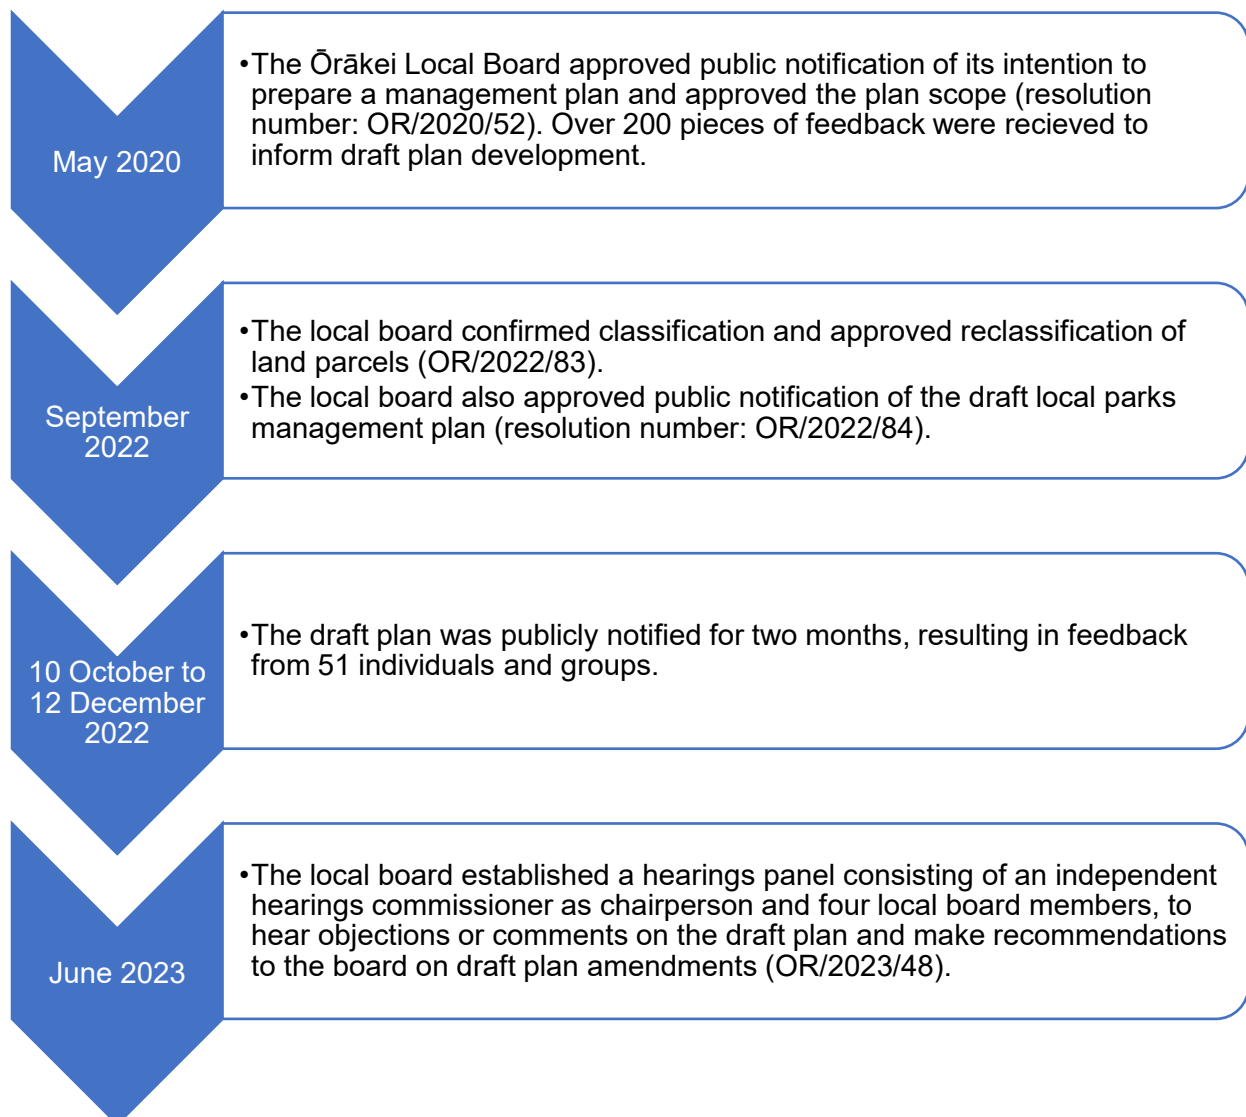 May 2020
•The Ōrākei Local Board approved public notification of its intention to
prepare a management plan and approved the plan scope (resolution
number: OR/2020/52). Over 200 pieces of feedback were recieved to
inform draft plan development.
September
2022
•The local board confirmed classification and approved reclassification of
land parcels (OR/2022/83).
•The local board also approved public notification of the draft local parks
management plan (resolution number: OR/2022/84).
10 October to
12 December
2022
•The draft plan was publicly notified for two months, resulting in feedback
from 51 individuals and groups.
June 2023
•The local board established a hearings panel consisting of an independent
hearings commissioner as chairperson and four local board members, to
hear objections or comments on the draft plan and make recommendations
to the board on draft plan amendments (OR/2023/48).